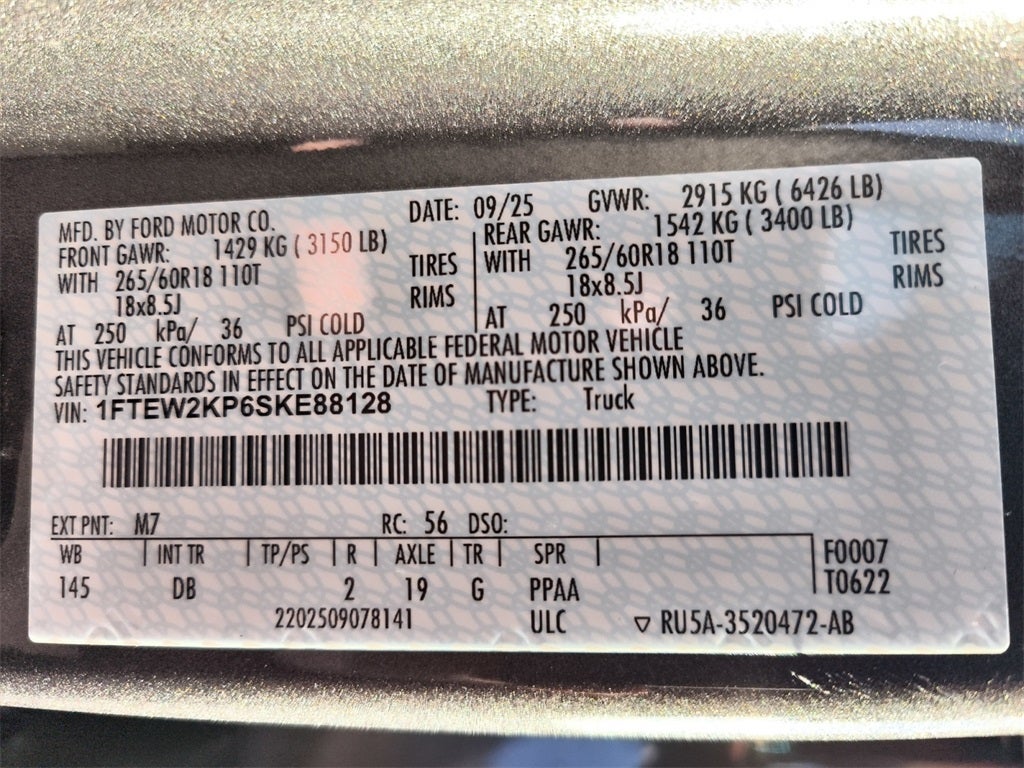 MFD. BY FORD MOTOR CO. DATE: 09/25 GVWR: 2915 KG ( 6426 LB)
FRONT GAWR: 1429 KG ( 3150 LB) REAR GAWR: 1542 KG ( 3400 LB)
WITH 265/60R18 110T TIRES WITH 265/60R18 110T TIRES
18x8.5J RIMS 18x8.5J RIMS
AT 250 kPa/ 36 PSI COLD AT 250 kPa/ 36 PSI COLD
THIS VEHICLE CONFORMS TO ALL APPLICABLE FEDERAL MOTOR VEHICLE
SAFETY STANDARDS IN EFFECT ON THE DATE OF MANUFACTURE SHOWN ABOVE.
VIN: 1FTEW2KP6SKE88128 TYPE: Truck
EXT PNT: M7 RC: 56 DSO:
WB INT TR TP/PS R AXLE TR SPR F0007
145 DB 2 19 G PPAA T0622
2202509078141 ULC ▽ RU5A-3520472-AB